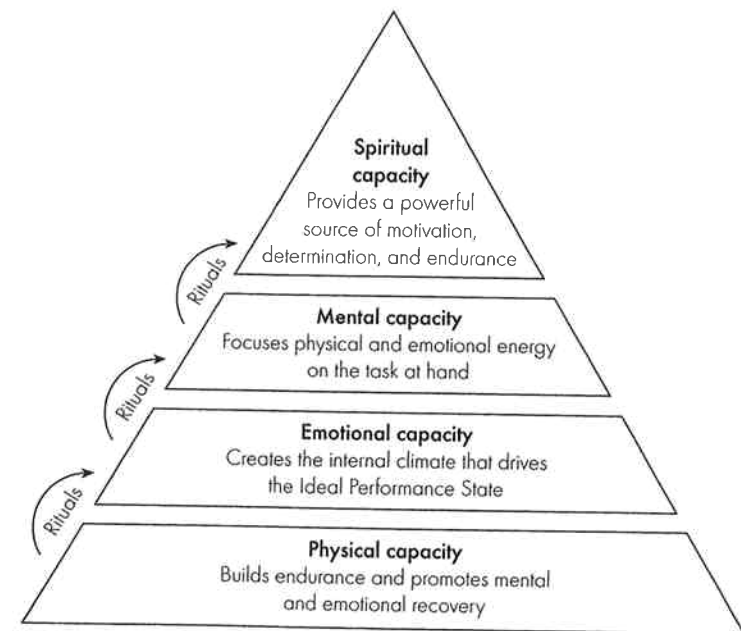 Spiritual
capacity
Provides a powerful
source of motivation,
determination, and endurance
Rituals
Mental capacity
Focuses physical and emotional energy
on the task at hand
Rituals
Emotional capacity
Creates the internal climate that drives
the Ideal Performance State
Rituals
Physical capacity
Builds endurance and promotes mental
and emotional recovery